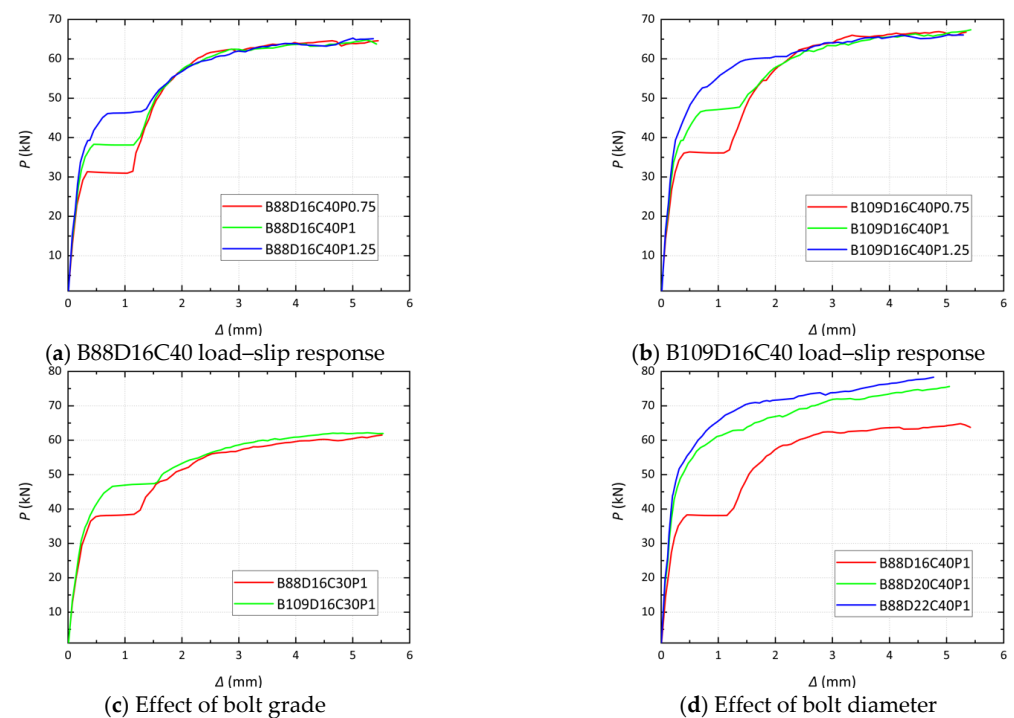 70
60
50
40
30
20
10
P (kN)
0 1 2 3 4 5 6
Δ (mm)
B88D16C40P0.75
B88D16C40P1
B88D16C40P1.25
(a) B88D16C40 load–slip response
70
60
50
40
30
20
10
P (kN)
0 1 2 3 4 5 6
Δ (mm)
B109D16C40P0.75
B109D16C40P1
B109D16C40P1.25
(b) B109D16C40 load–slip response
80
70
60
50
40
30
20
10
P (kN)
0 1 2 3 4 5 6
Δ (mm)
B88D16C30P1
B109D16C30P1
(c) Effect of bolt grade
80
70
60
50
40
30
20
10
P (kN)
0 1 2 3 4 5 6
Δ (mm)
B88D16C40P1
B88D20C40P1
B88D22C40P1
(d) Effect of bolt diameter